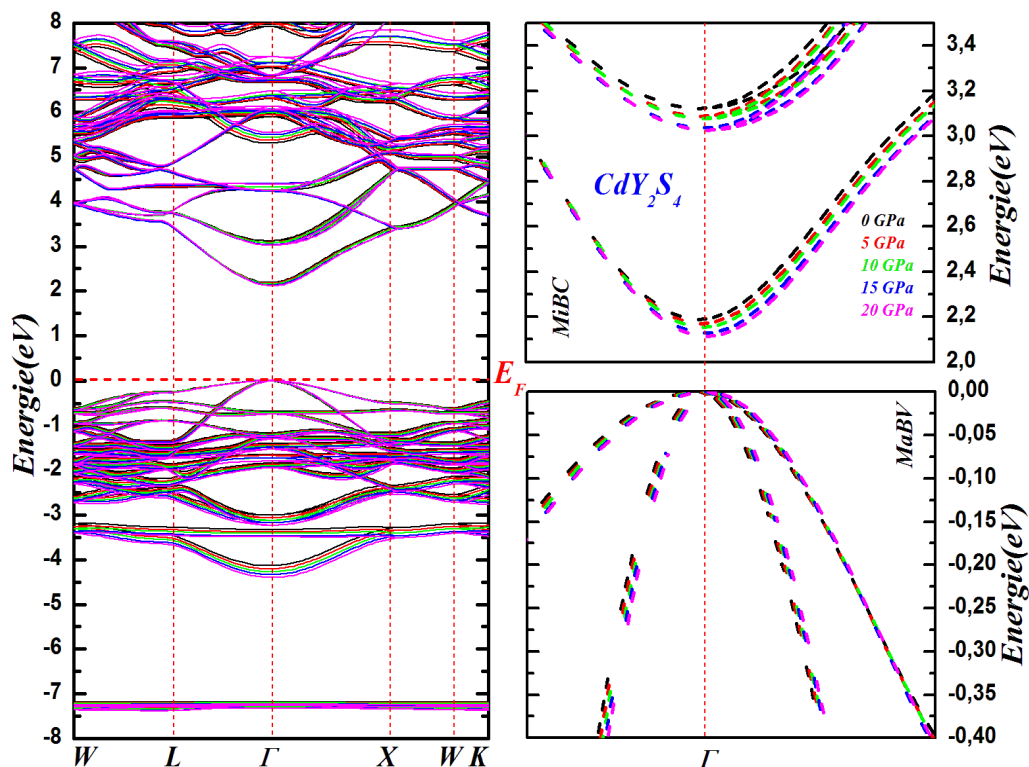 8
7
6
5
4
3
2
1
0
-1
-2
-3
-4
-5
-6
-7
-8
Energie(eV)
W L Γ X W K
E_F
CdY₂S₄
MiBC
0 GPa
5 GPa
10 GPa
15 GPa
20 GPa
3,4
3,2
3,0
2,8
2,6
2,4
2,2
2,0
Energie(eV)
MaBV
0,00
-0,05
-0,10
-0,15
-0,20
-0,25
-0,30
-0,35
-0,40
Energie(eV)
Γ